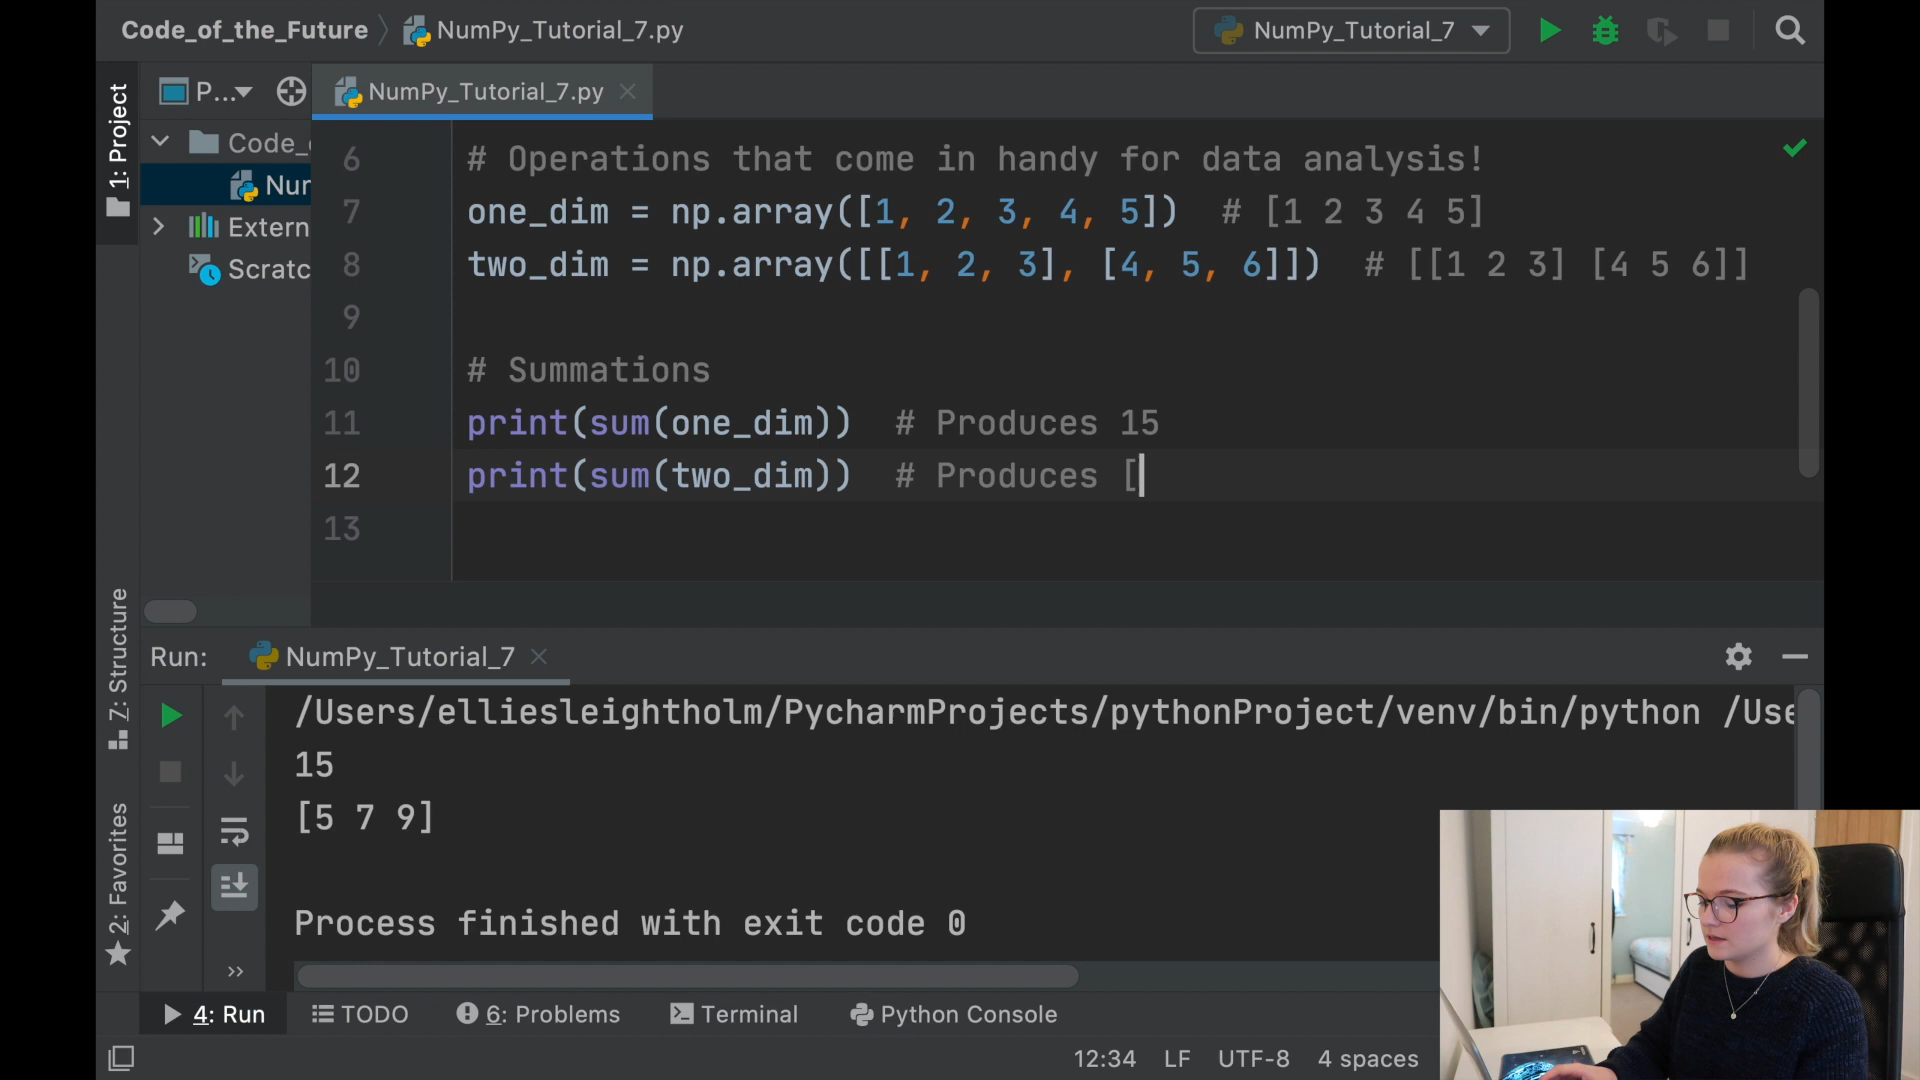 Code_of_the_Future
NumPy_Tutorial_7.py
NumPy_Tutorial_7
1: Project
P...
NumPy_Tutorial_7.py
Code_
Nu
Extern
Scratc
6 # Operations that come in handy for data analysis!
7 one_dim = np.array([1, 2, 3, 4, 5]) # [1 2 3 4 5]
8 two_dim = np.array([[1, 2, 3], [4, 5, 6]]) # [[1 2 3] [4 5 6]]
9
10 # Summations
11 print(sum(one_dim)) # Produces 15
12 print(sum(two_dim)) # Produces [
13
7: Structure
2: Favorites
Run: NumPy_Tutorial_7
/Users/elliesleightholm/PycharmProjects/pythonProject/venv/bin/python /Use
15
[5 7 9]
Process finished with exit code 0
4: Run TODO 6: Problems Terminal Python Console
12:34 LF UTF-8 4 spaces